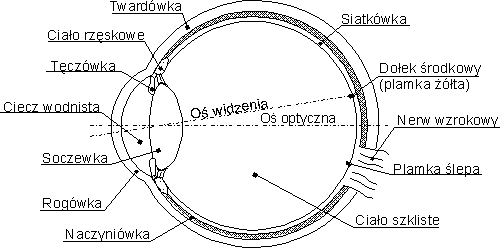 Twardówka
Siatkówka
Ciało rzęskowe
Tęczówka
Dołek środkowy
(plamka żółta)
Oś widzenia
Ciecz wodnista
Oś optyczna
Nerw wzrokowy
Soczewka
Plamka ślepa
Rogówka
Ciało szkliste
Naczyniówka